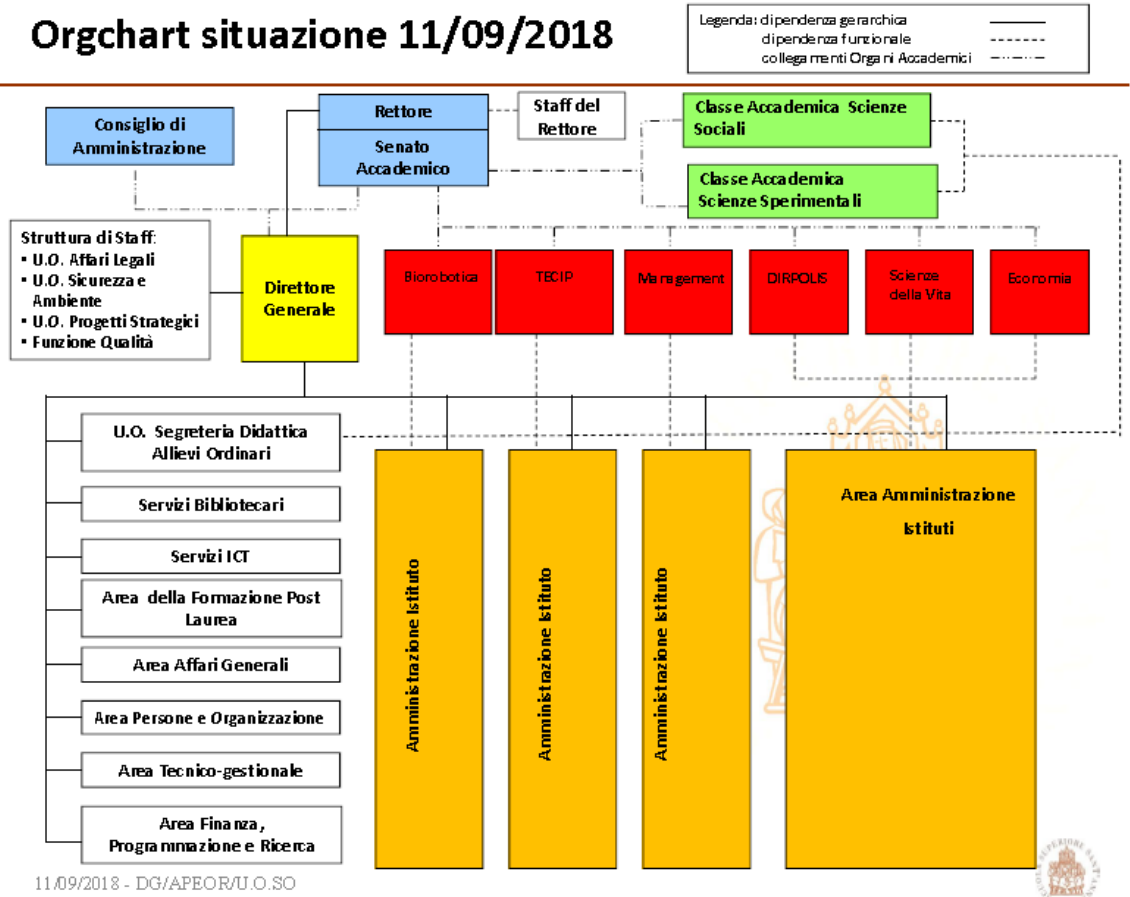 Orgchart situazione 11/09/2018
Legenda: dipendenza gerarchica
dipendenza funzionale
collegamenti Organi Accademici
Consiglio di
Amministrazione
Rettore
Senato
Accademico
Staff del
Rettore
Classe Accademica Scienze
Sociali
Classe Accademica
Scienze Sperimentali
Struttura di Staff:
▪ U.O. Affari Legali
▪ U.O. Sicurezza e
Ambiente
▪ U.O. Progetti Strategici
▪ Funzione Qualità
Direttore
Generale
Biorobotica
TECIP
Management
DIRPOLIS
Scienze
della Vita
Economia
U.O. Segreteria Didattica
Allievi Ordinari
Servizi Bibliotecari
Servizi ICT
Area della Formazione Post
Laurea
Area Affari Generali
Area Persone e Organizzazione
Area Tecnico-gestionale
Area Finanza,
Programmazione e Ricerca
Amministrazione Istituto
Amministrazione Istituto
Amministrazione Istituto
Area Amministrazione
Istituti
11/09/2018 - DG/APEOR/U.O.SO